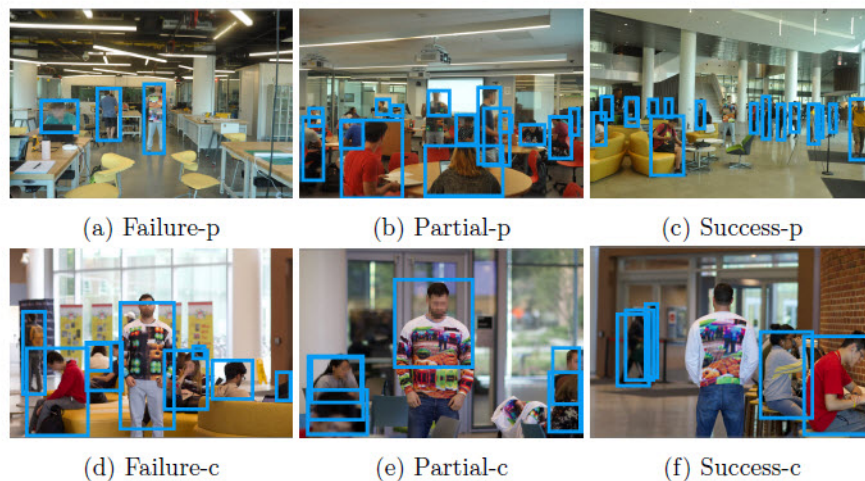 (a) Failure-p
(b) Partial-p
(c) Success-p
(d) Failure-c
(e) Partial-c
(f) Success-c